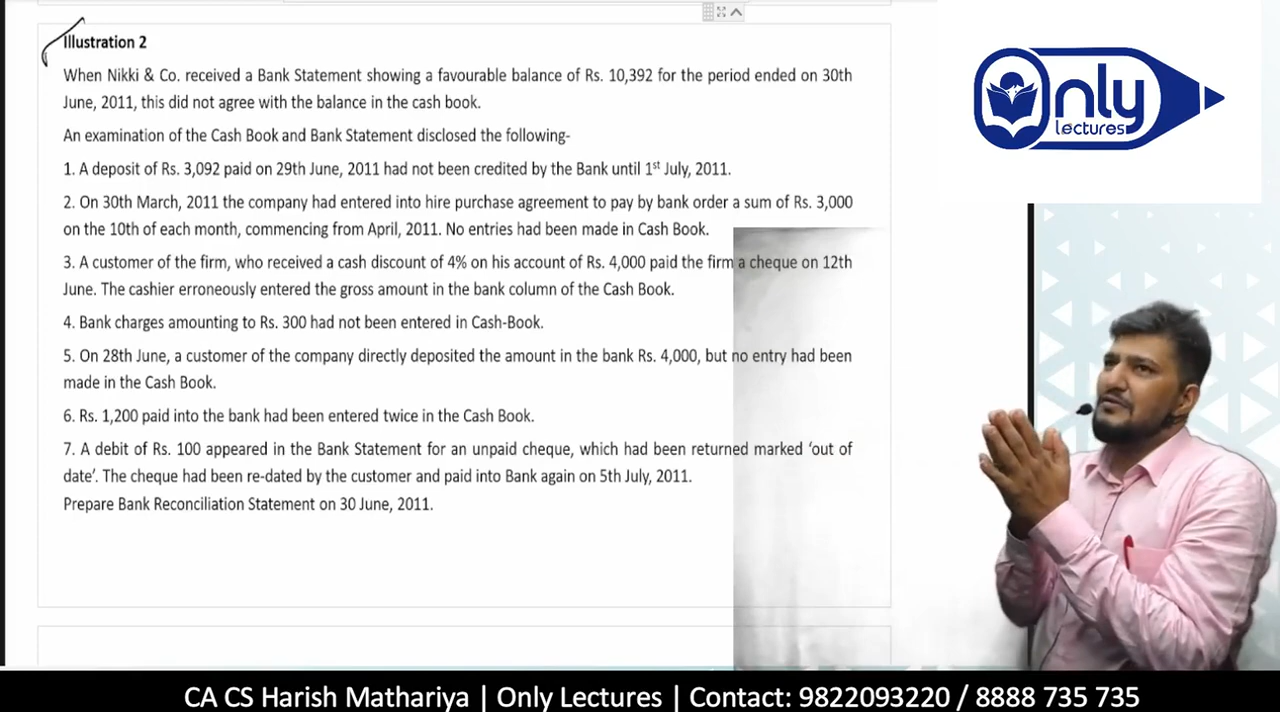 Illustration 2
When Nikki & Co. received a Bank Statement showing a favourable balance of Rs. 10,392 for the period ended on 30th
June, 2011, this did not agree with the balance in the cash book.
An examination of the Cash Book and Bank Statement disclosed the following-
1. A deposit of Rs. 3,092 paid on 29th June, 2011 had not been credited by the Bank until 1st July, 2011.
2. On 30th March, 2011 the company had entered into hire purchase agreement to pay by bank order a sum of Rs. 3,000
on the 10th of each month, commencing from April, 2011. No entries had been made in Cash Book.
3. A customer of the firm, who received a cash discount of 4% on his account of Rs. 4,000 paid the firm a cheque on 12th
June. The cashier erroneously entered the gross amount in the bank column of the Cash Book.
4. Bank charges amounting to Rs. 300 had not been entered in Cash-Book.
5. On 28th June, a customer of the company directly deposited the amount in the bank Rs. 4,000, but no entry had been
made in the Cash Book.
6. Rs. 1,200 paid into the bank had been entered twice in the Cash Book.
7. A debit of Rs. 100 appeared in the Bank Statement for an unpaid cheque, which had been returned marked ‘out of
date’. The cheque had been re-dated by the customer and paid into Bank again on 5th July, 2011.
Prepare Bank Reconciliation Statement on 30 June, 2011.
Only
lectures
CA CS Harish Mathariya | Only Lectures | Contact: 9822093220 / 8888 735 735